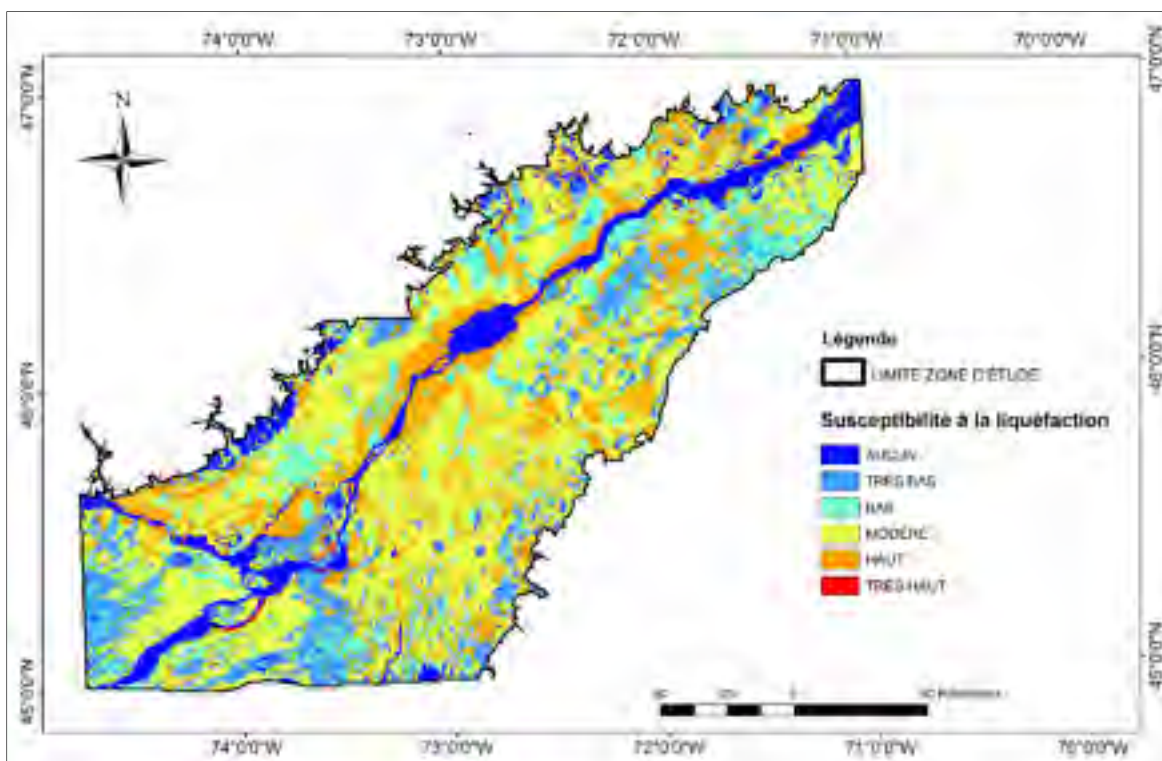 74°0'0"W 73°0'0"W 72°0'0"W 71°0'0"W 70°0'0"W
47°0'0"N 47°0'0"N
N
46°0'0"N 46°0'0"N
45°0'0"N 45°0'0"N
Légende
LIMITE ZONE D'ÉTUDE
Susceptibilité à la liquéfaction
AUCUN
TRÈS BAS
BAS
MODÉRÉ
HAUT
TRÈS HAUT
74°0'0"W 73°0'0"W 72°0'0"W 71°0'0"W 70°0'0"W